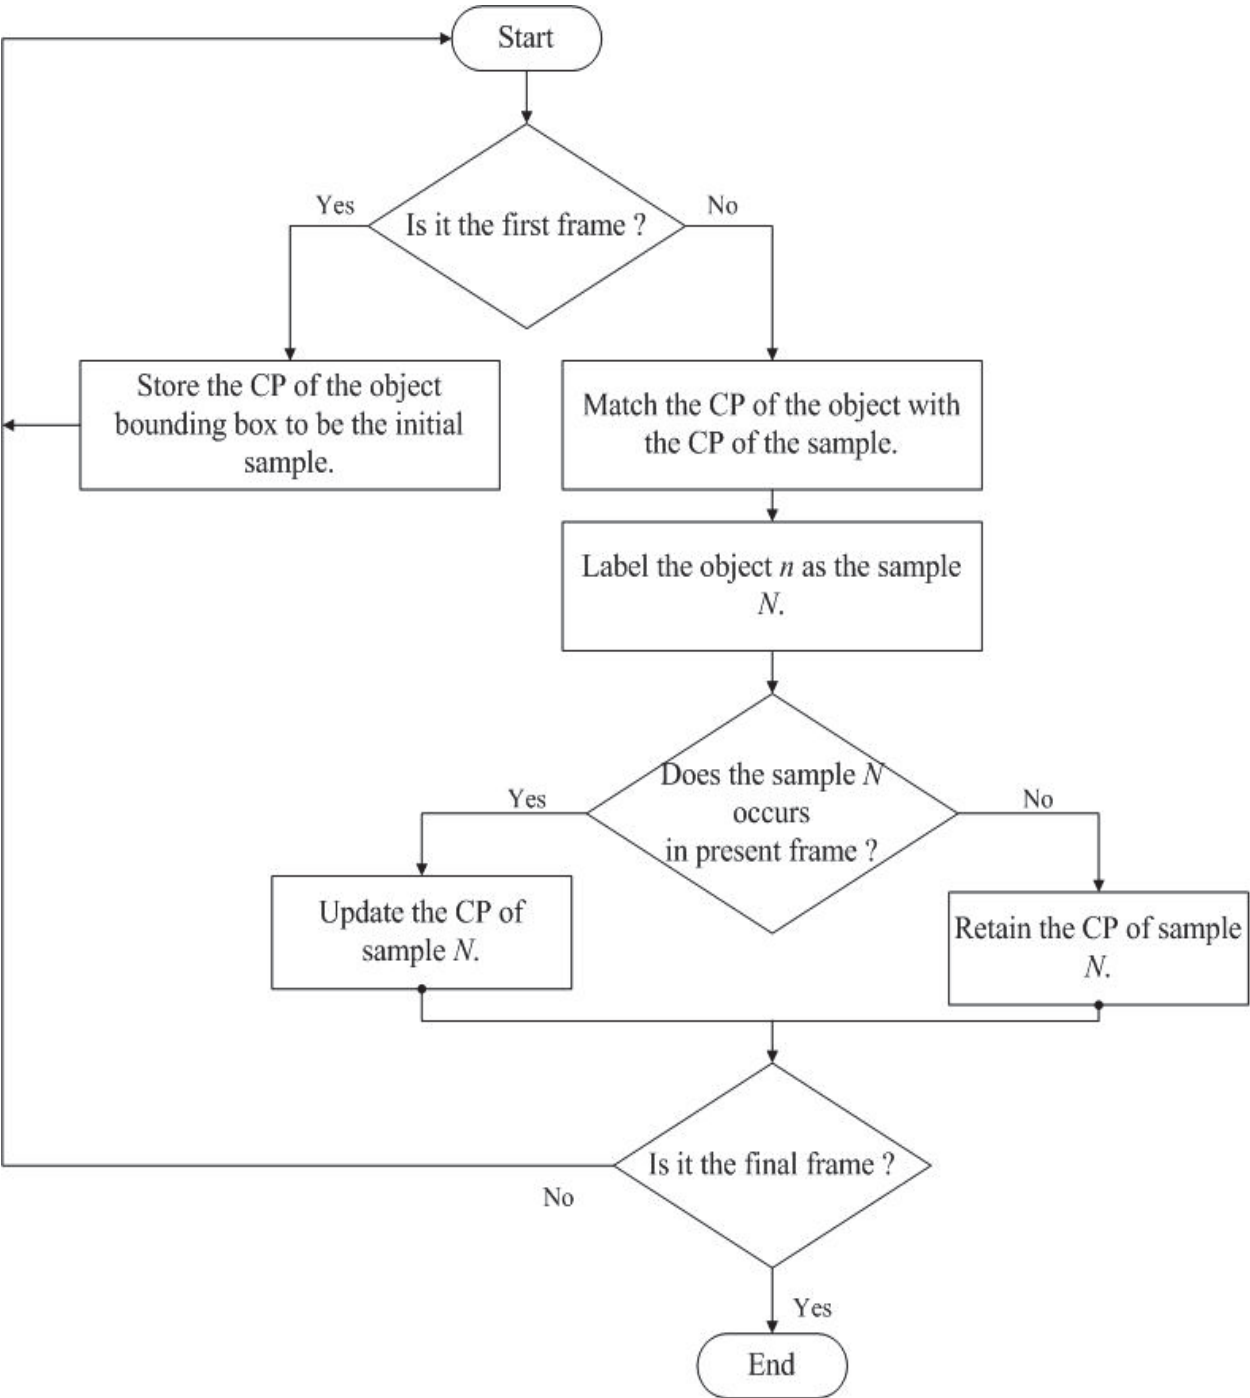 Start
Is it the first frame ?
Yes
No
Store the CP of the object
bounding box to be the initial
sample.
Match the CP of the object with
the CP of the sample.
Label the object n as the sample
N.
Does the sample N
occurs
in present frame ?
Yes
No
Update the CP of
sample N.
Retain the CP of sample
N.
Is it the final frame ?
No
Yes
End